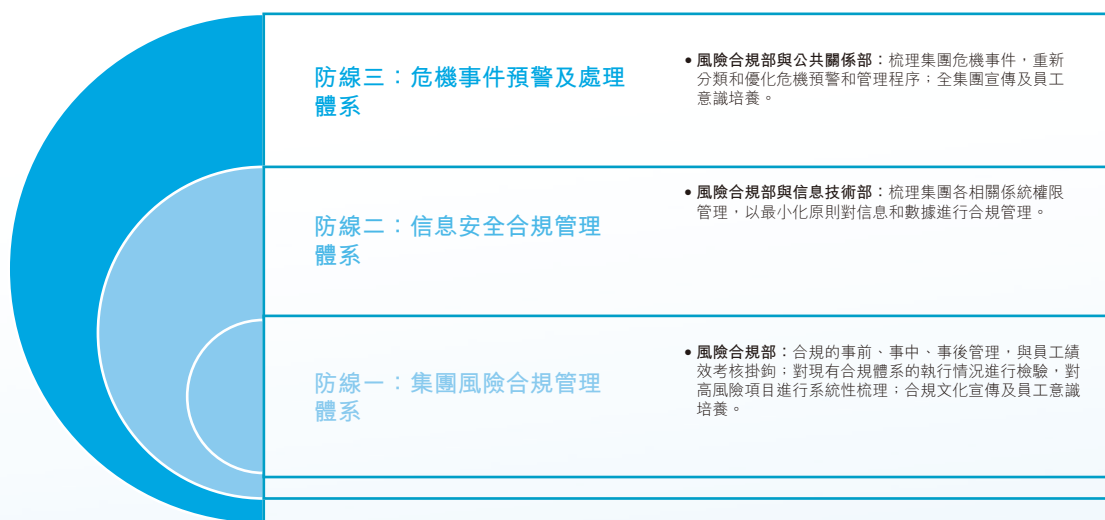 防線三：危機事件預警及處理
體系
• 風險合規部與公共關係部：梳理集團危機事件，重新
分類和優化危機預警和管理程序；全集團宣傳及員工
意識培養。
防線二：信息安全合規管理
體系
• 風險合規部與信息技術部：梳理集團各相關係統權限
管理，以最小化原則對信息和數據進行合規管理。
防線一：集團風險合規管理
體系
• 風險合規部：合規的事前、事中、事後管理，與員工績
效考核掛鈎；對現有合規體系的執行情況進行檢驗，對
高風險項目進行系統性梳理；合規文化宣傳及員工意識
培養。